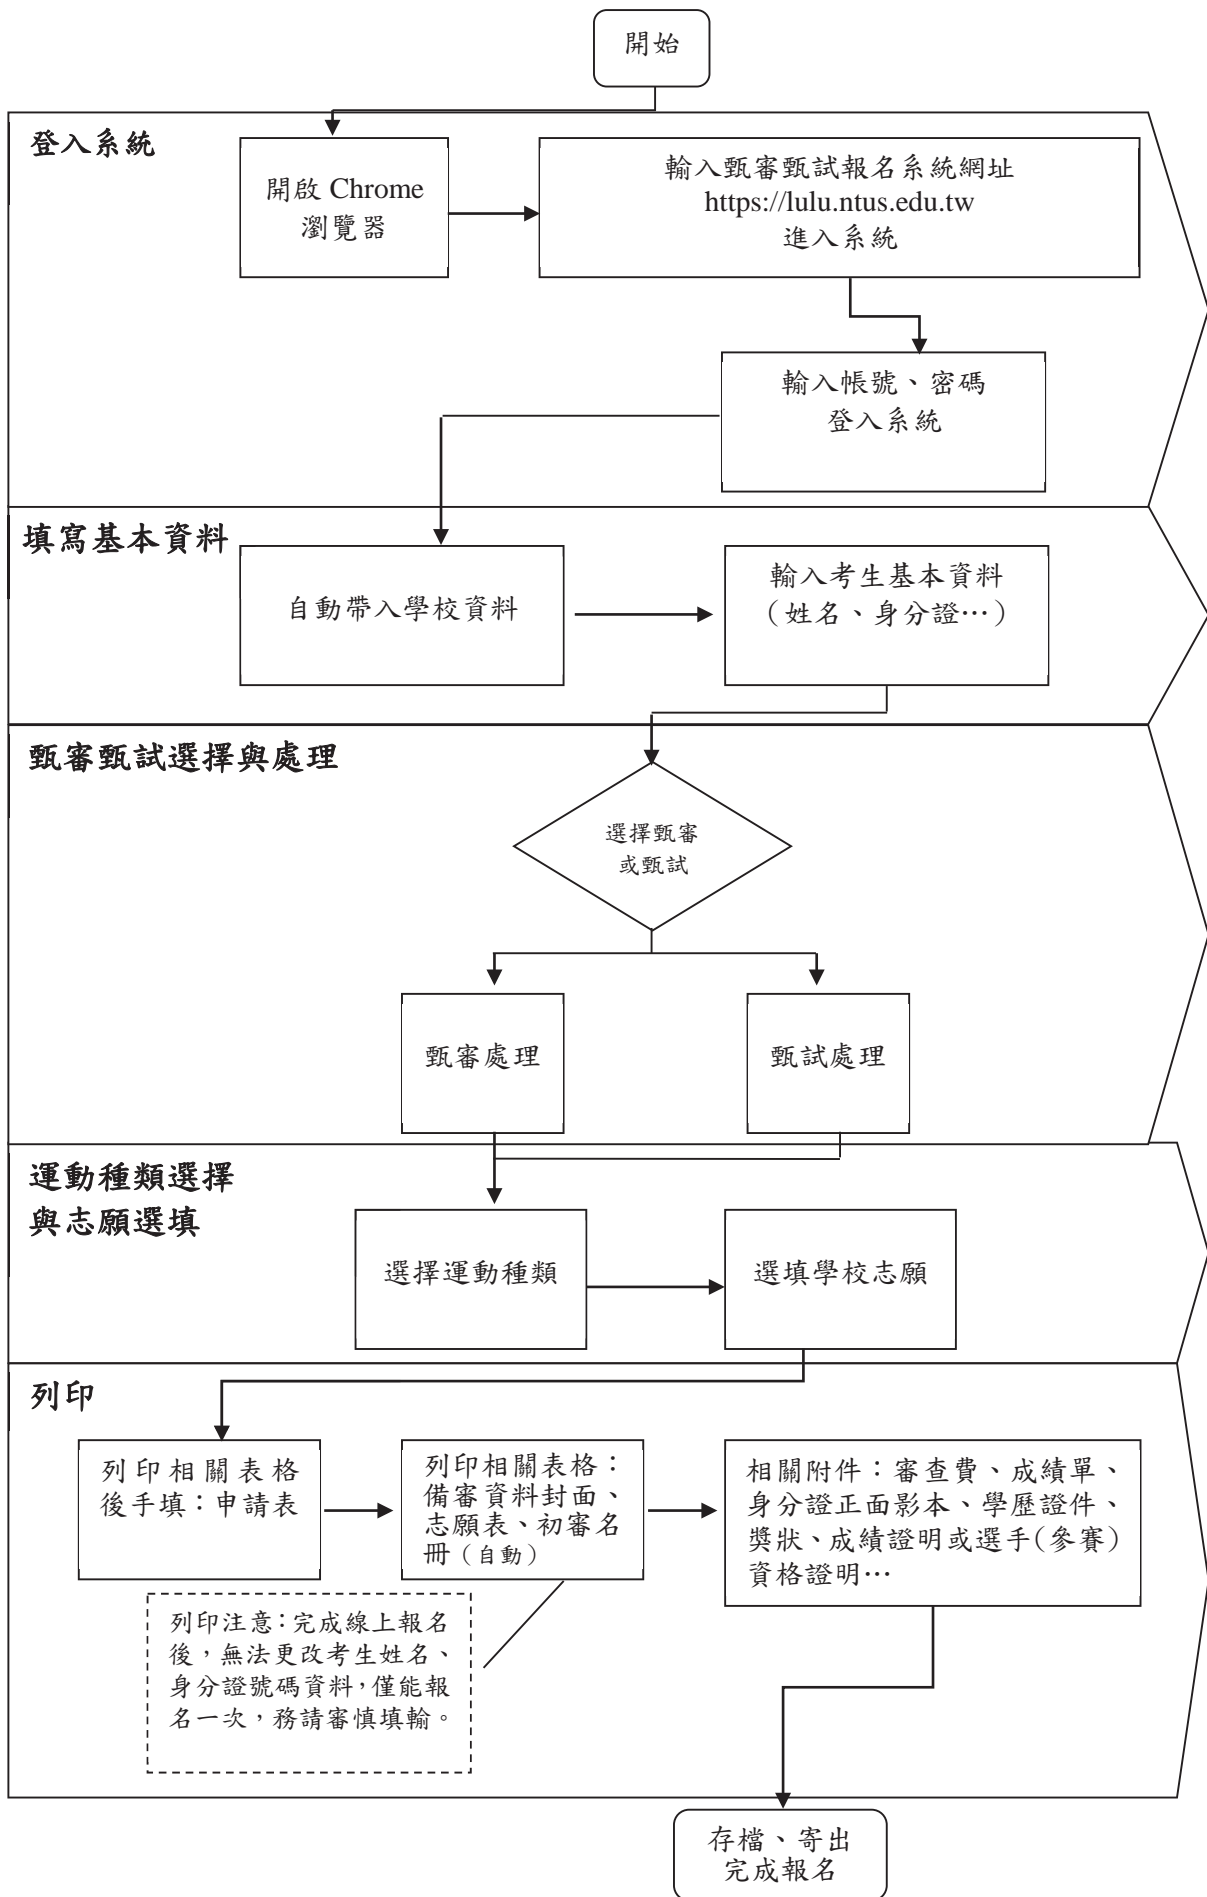 開始
登入系統
開啟 Chrome
瀏覽器
輸入甄審甄試報名系統網址
https://lulu.ntus.edu.tw
進入系統
輸入帳號、密碼
登入系統
填寫基本資料
自動帶入學校資料
輸入考生基本資料
（姓名、身分證…）
甄審甄試選擇與處理
選擇甄審
或甄試
甄審處理
甄試處理
運動種類選擇
與志願選填
選擇運動種類
選填學校志願
列印
列印相關表格
後手填：申請表
列印相關表格：
備審資料封面、
志願表、初審名
冊（自動）
相關附件：審查費、成績單、
身分證正面影本、學歷證件、
獎狀、成績證明或選手(參賽)
資格證明…
列印注意：完成線上報名
後，無法更改考生姓名、
身分證號碼資料，僅能報
名一次，務請審慎填輸。
存檔、寄出
完成報名